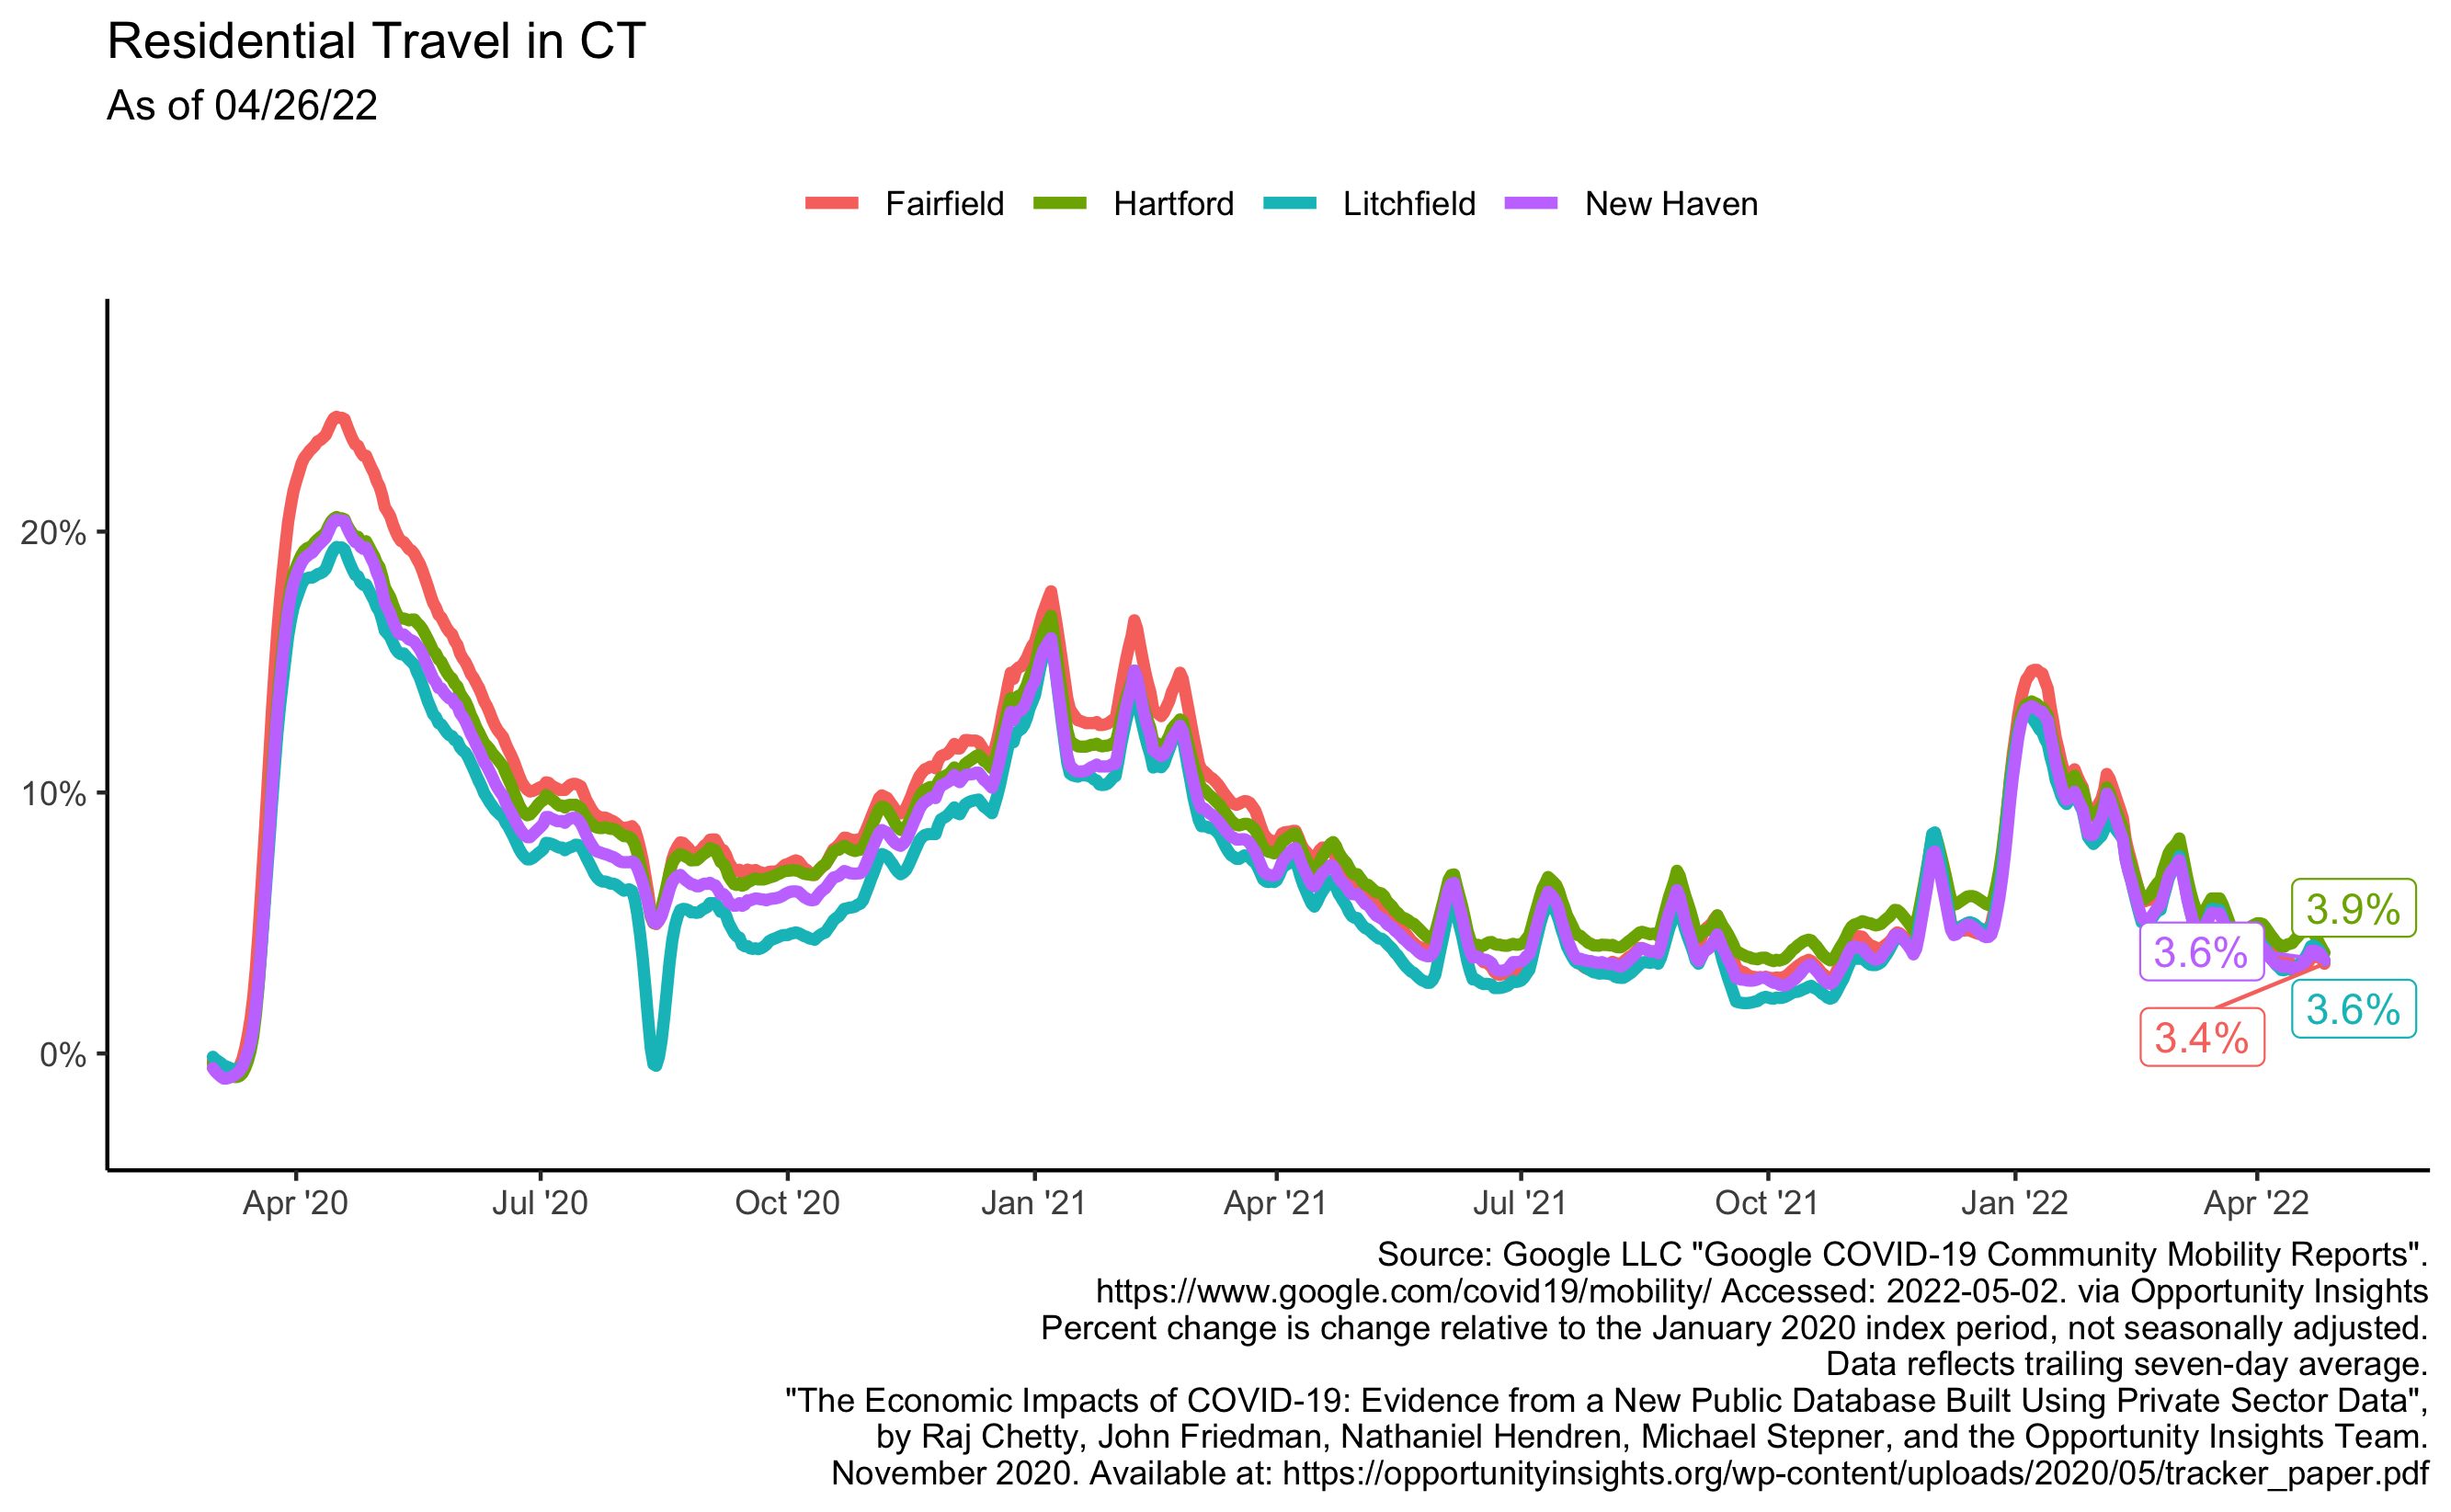 Residential Travel in CT
As of 04/26/22
Fairfield Hartford Litchfield New Haven
20%
10%
0%
3.9%
3.6%
3.6%
3.4%
Apr '20 Jul '20 Oct '20 Jan '21 Apr '21 Jul '21 Oct '21 Jan '22 Apr '22
Source: Google LLC "Google COVID-19 Community Mobility Reports".
https://www.google.com/covid19/mobility/ Accessed: 2022-05-02. via Opportunity Insights
Percent change is change relative to the January 2020 index period, not seasonally adjusted.
Data reflects trailing seven-day average.
"The Economic Impacts of COVID-19: Evidence from a New Public Database Built Using Private Sector Data",
by Raj Chetty, John Friedman, Nathaniel Hendren, Michael Stepner, and the Opportunity Insights Team.
November 2020. Available at: https://opportunityinsights.org/wp-content/uploads/2020/05/tracker_paper.pdf